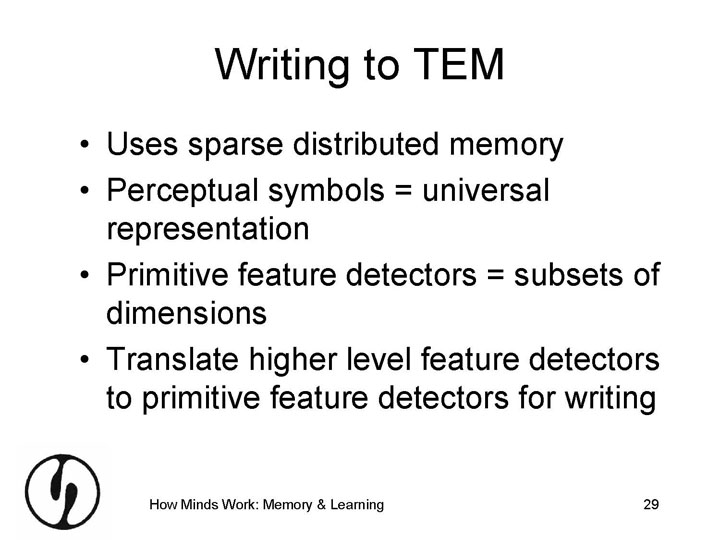 Writing to TEM
• Uses sparse distributed memory
• Perceptual symbols = universal
representation
• Primitive feature detectors = subsets of
dimensions
• Translate higher level feature detectors
to primitive feature detectors for writing
How Minds Work: Memory & Learning
29